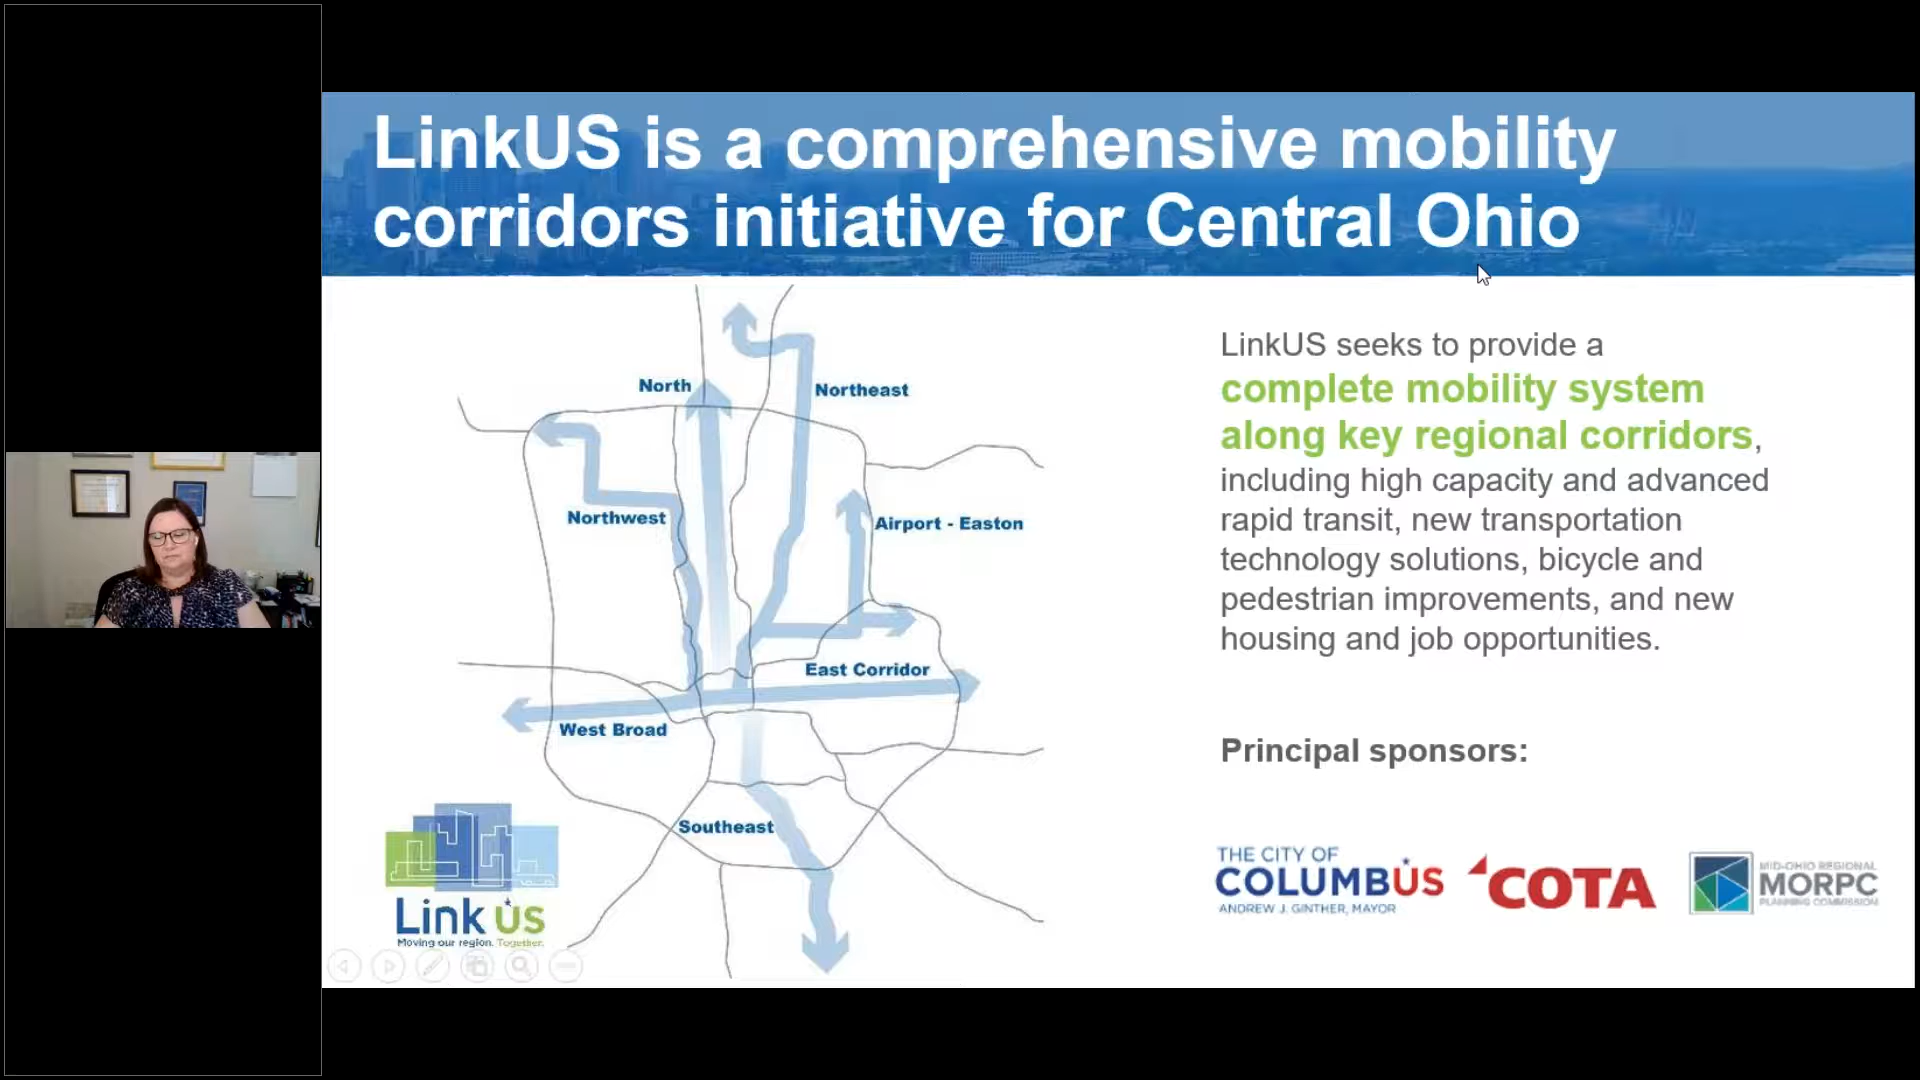 LinkUS is a comprehensive mobility
corridors initiative for Central Ohio
North
Northeast
Northwest
Airport - Easton
East Corridor
West Broad
Southeast
Link US
Moving our region. Together.
LinkUS seeks to provide a
complete mobility system
along key regional corridors,
including high capacity and advanced
rapid transit, new transportation
technology solutions, bicycle and
pedestrian improvements, and new
housing and job opportunities.
Principal sponsors:
THE CITY OF
COLUMBUS
ANDREW J. GINTHER, MAYOR
COTA
MID-OHIO REGIONAL
MORPC
PLANNING COMMISSION